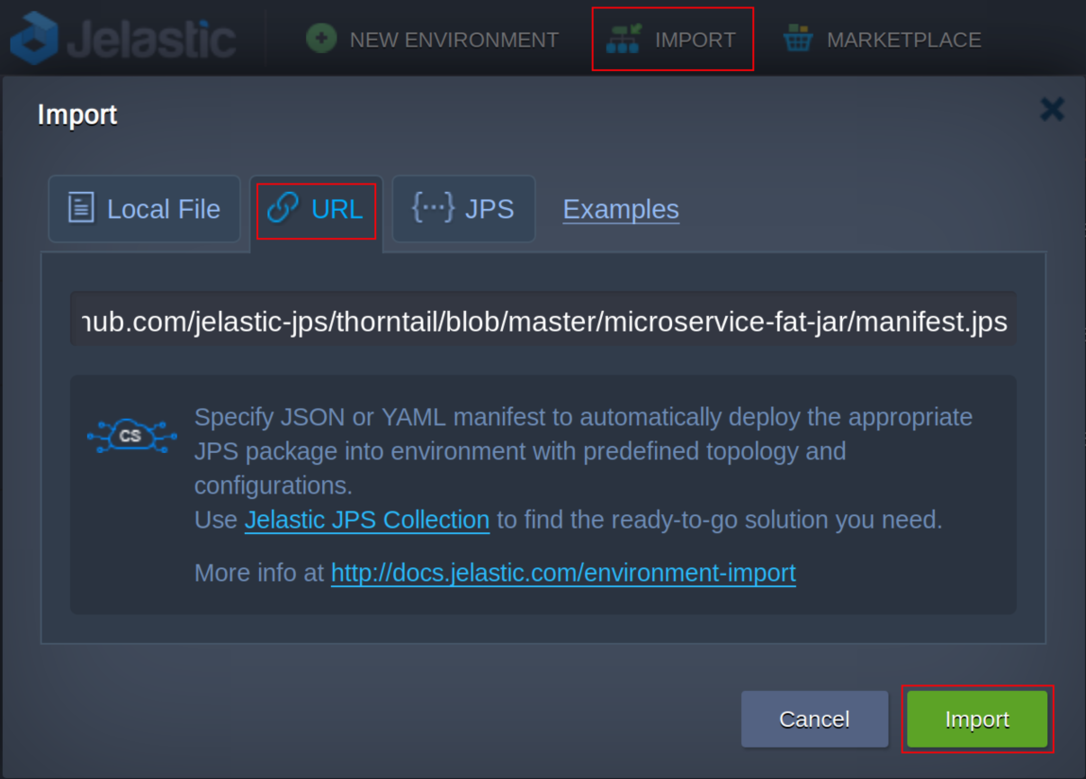 Jelastic NEW ENVIRONMENT IMPORT MARKETPLACE
Import
Local File URL {···} JPS Examples
hub.com/jelastic-jps/thorntail/blob/master/microservice-fat-jar/manifest.jps
CS
Specify JSON or YAML manifest to automatically deploy the appropriate
JPS package into environment with predefined topology and
configurations.
Use Jelastic JPS Collection to find the ready-to-go solution you need.
More info at http://docs.jelastic.com/environment-import
Cancel Import